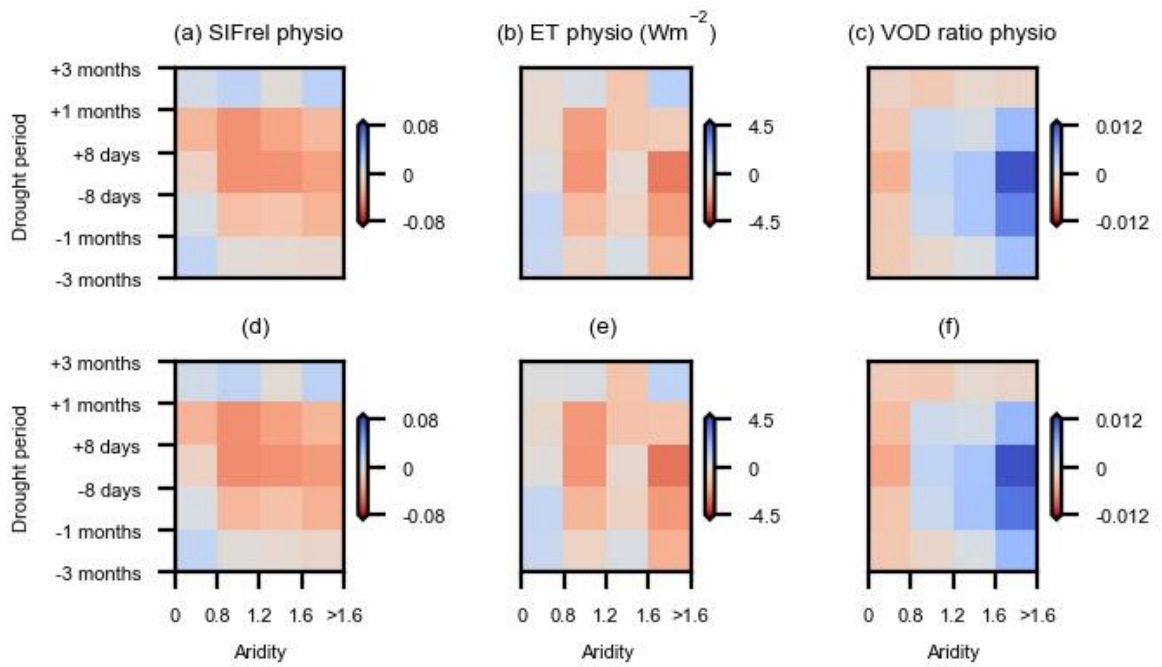 (a) SIFrel physio
(b) ET physio (Wm⁻²)
(c) VOD ratio physio
Drought period
+3 months
+1 months
+8 days
-8 days
-1 months
-3 months
0.08
0
-0.08
4.5
0
-4.5
0.012
0
-0.012
(d)
(e)
(f)
Drought period
+3 months
+1 months
+8 days
-8 days
-1 months
-3 months
0.08
0
-0.08
4.5
0
-4.5
0.012
0
-0.012
0 0.8 1.2 1.6 >1.6
0 0.8 1.2 1.6 >1.6
0 0.8 1.2 1.6 >1.6
Aridity
Aridity
Aridity